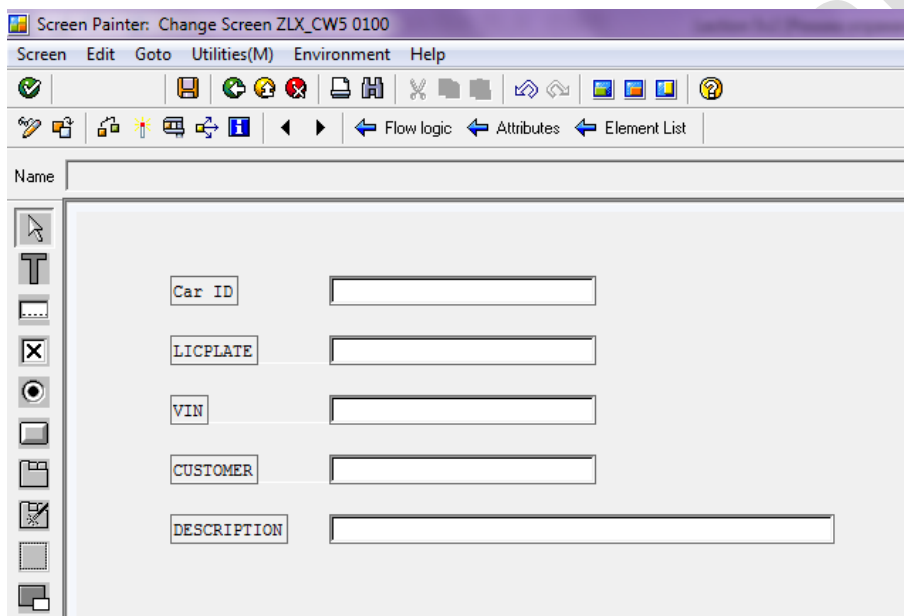 Screen Painter: Change Screen ZLX_CW5 0100
Screen Edit Goto Utilities(M) Environment Help
Flow logic Attributes Element List
Name
Car ID
LICPLATE
VIN
CUSTOMER
DESCRIPTION